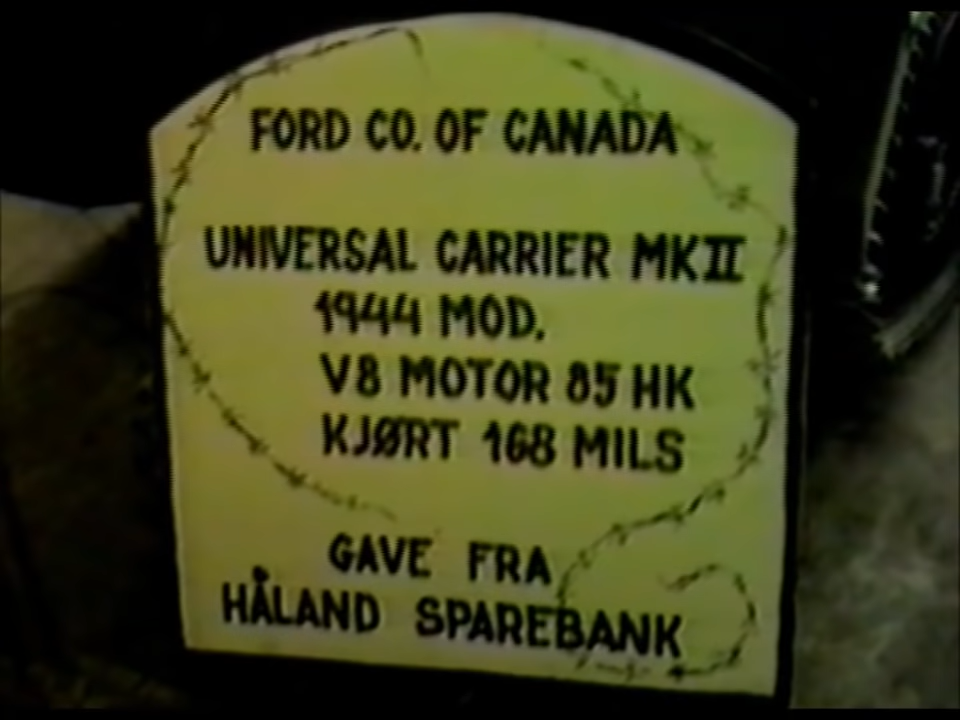 FORD CO. OF CANADA
UNIVERSAL CARRIER MKII
1944 MOD.
V8 MOTOR 85 HK
KJØRT 168 MILS
GAVE FRA
HÅLAND SPAREBANK